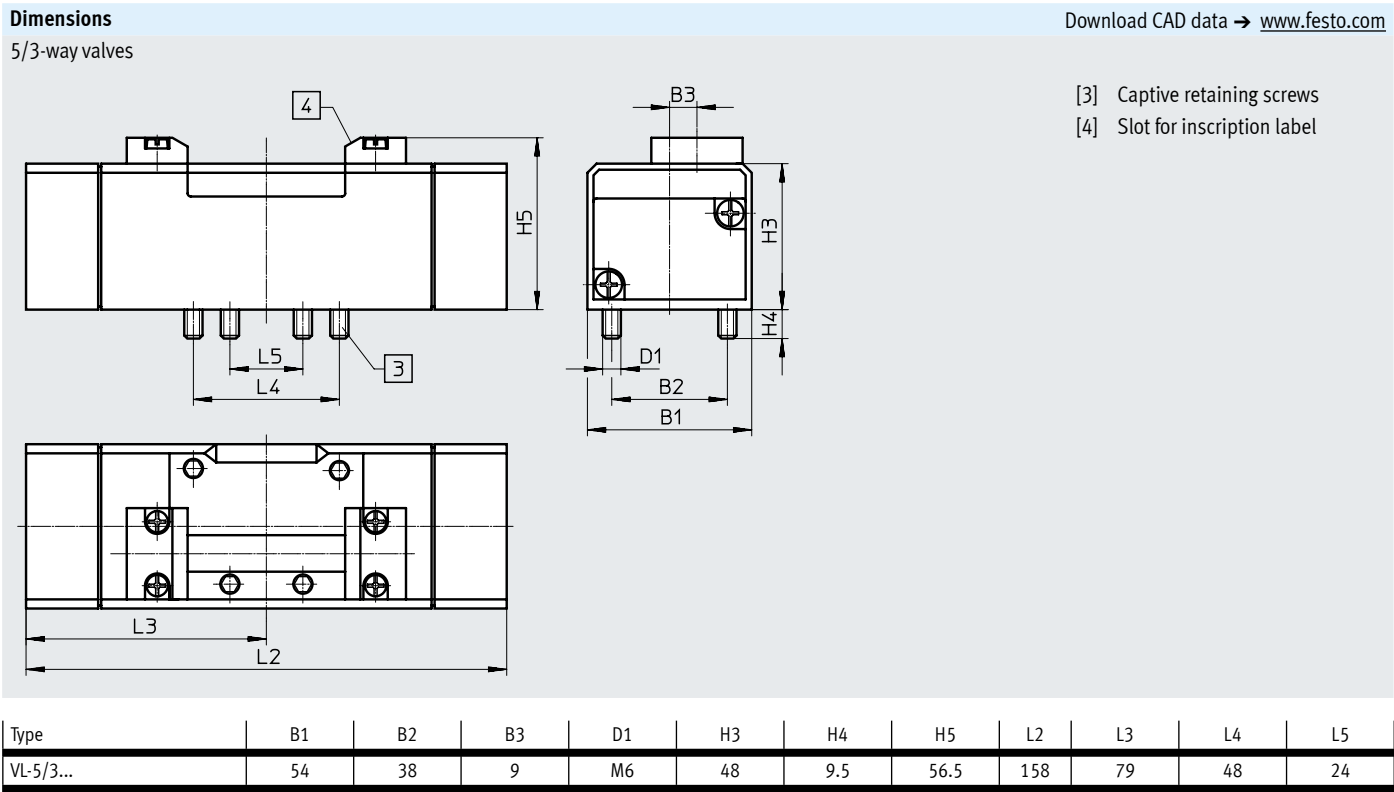 Dimensions
Download CAD data ➔ www.festo.com
5/3-way valves
[3] Captive retaining screws
[4] Slot for inscription label
4
B3
H5
H3
H4
L5
L4
3
D1
B2
B1
L3
L2
Type B1 B2 B3 D1 H3 H4 H5 L2 L3 L4 L5
VL-5/3... 54 38 9 M6 48 9.5 56.5 158 79 48 24